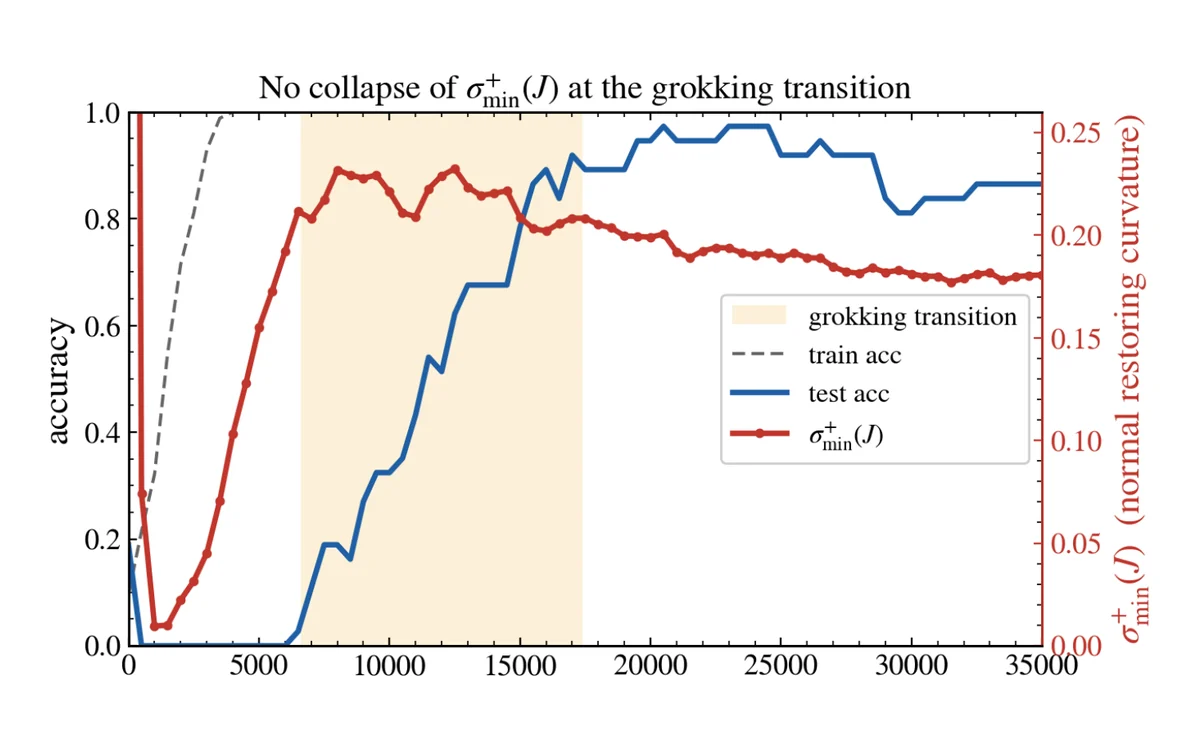 No collapse of σ⁺min(J) at the grokking transition
1.0
0.8
0.6
0.4
0.2
0.0
accuracy
0.25
0.20
0.15
0.10
0.05
0.00
σ⁺min(J) (normal restoring curvature)
grokking transition
train acc
test acc
σ⁺min(J)
0 5000 10000 15000 20000 25000 30000 35000